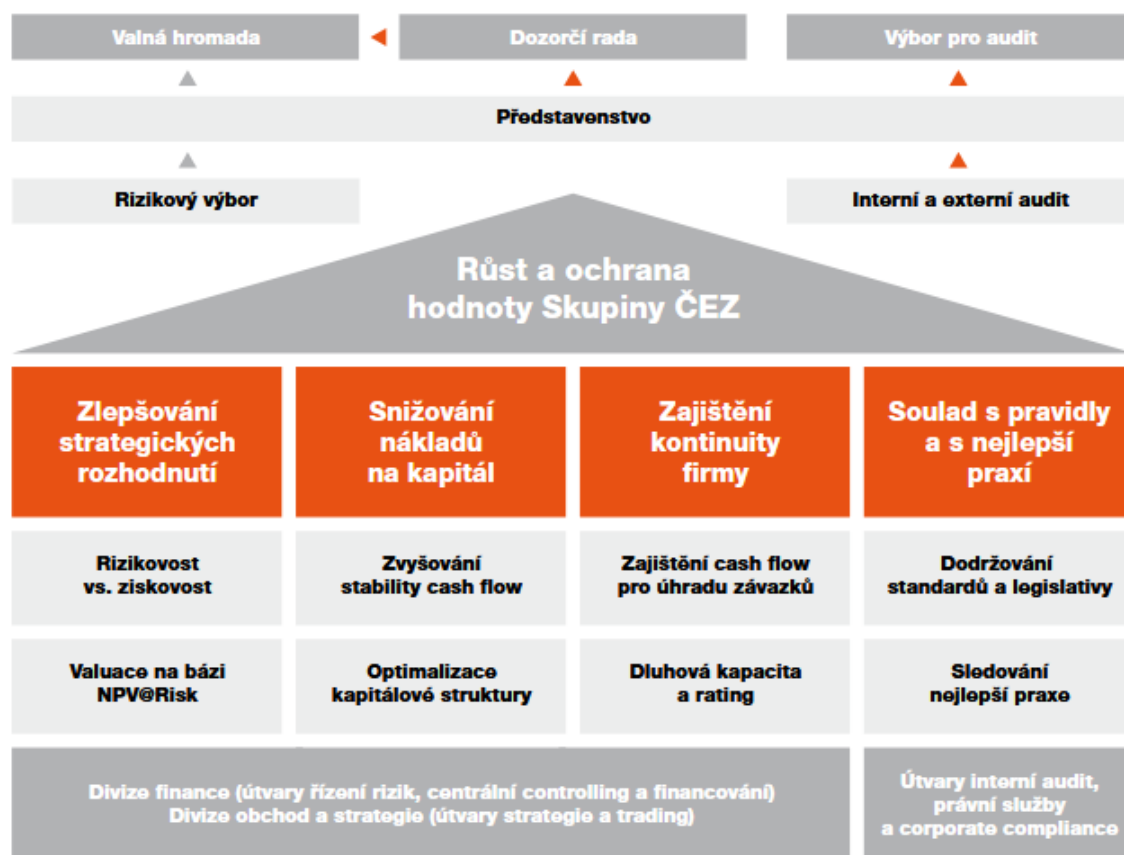 Valná hromada
Dozorčí rada
Výbor pro audit
Představenstvo
Rizikový výbor
Interní a externí audit
Růst a ochrana
hodnoty Skupiny ČEZ
Zlepšování
strategických
rozhodnutí
Snižování
nákladů
na kapitál
Zajištění
kontinuity
firmy
Soulad s pravidly
a s nejlepší
praxí
Rizikovost
vs. ziskovost
Zvyšování
stability cash flow
Zajištění cash flow
pro úhradu závazků
Dodržování
standardů a legislativy
Valuace na bázi
NPV@Risk
Optimalizace
kapitálové struktury
Dluhová kapacita
a rating
Sledování
nejlepší praxe
Divize finance (útvary řízení rizik, centrální controlling a financování)
Divize obchod a strategie (útvary strategie a trading)
Útvary interní audit,
právní služby
a corporate compliance